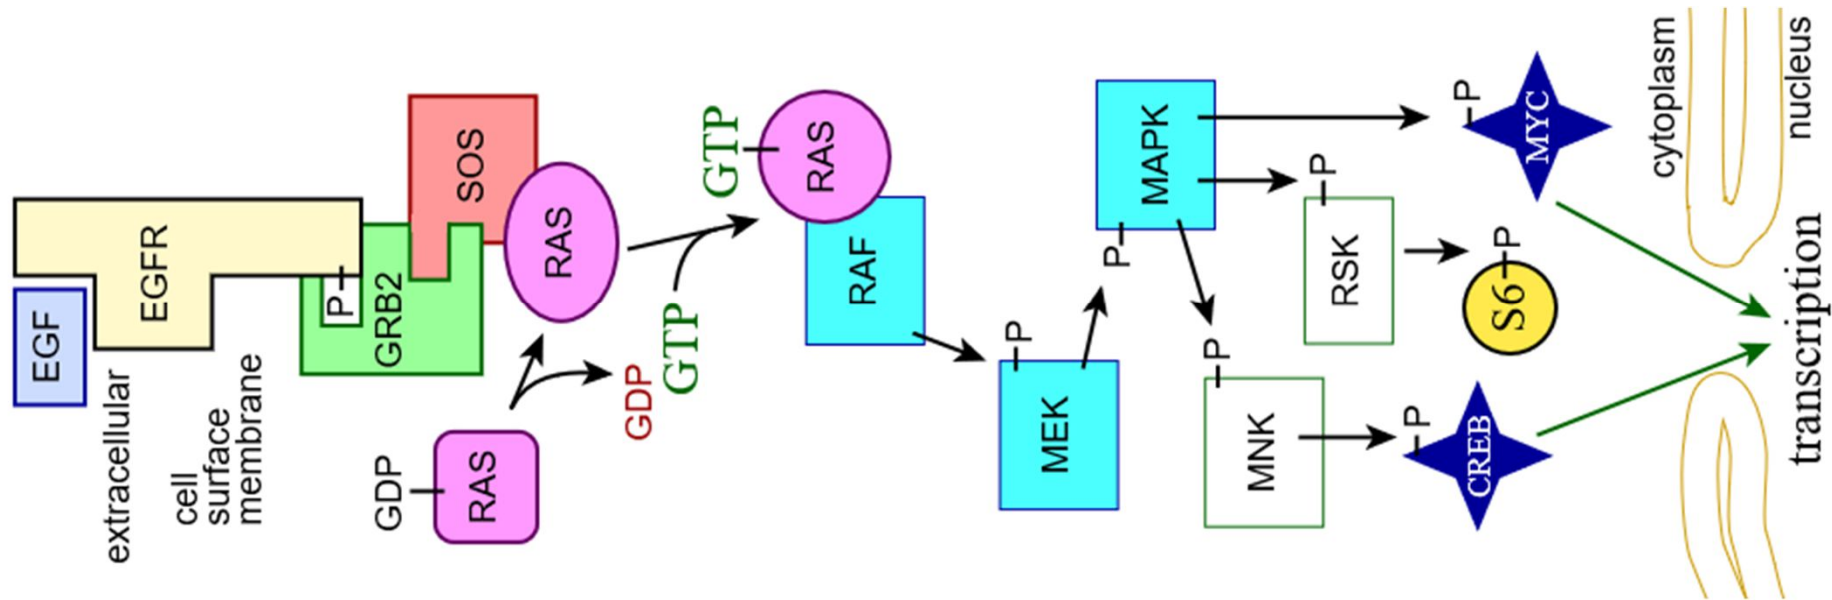 EGF
EGFR
extracellular
cell
surface
membrane
P
GRB2
SOS
RAS
GDP
RAS
GDP
GTP
GTP
RAS
RAF
P
MEK
P
MAPK
P
MNK
P
RSK
P
S6
P
CREB
P
MYC
cytoplasm
nucleus
transcription